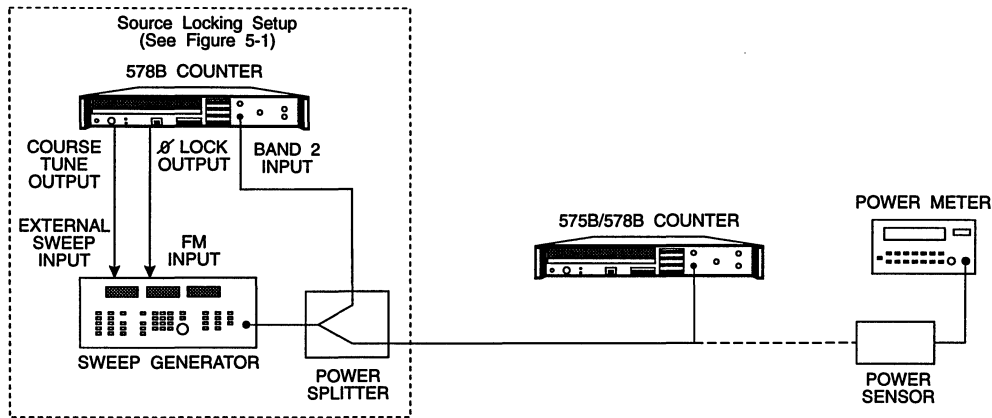 Source Locking Setup
(See Figure 5-1)
578B COUNTER
COURSE
TUNE
OUTPUT
Ø LOCK
OUTPUT
BAND 2
INPUT
EXTERNAL
SWEEP
INPUT
FM
INPUT
SWEEP GENERATOR
POWER
SPLITTER
575B/578B COUNTER
POWER METER
POWER
SENSOR